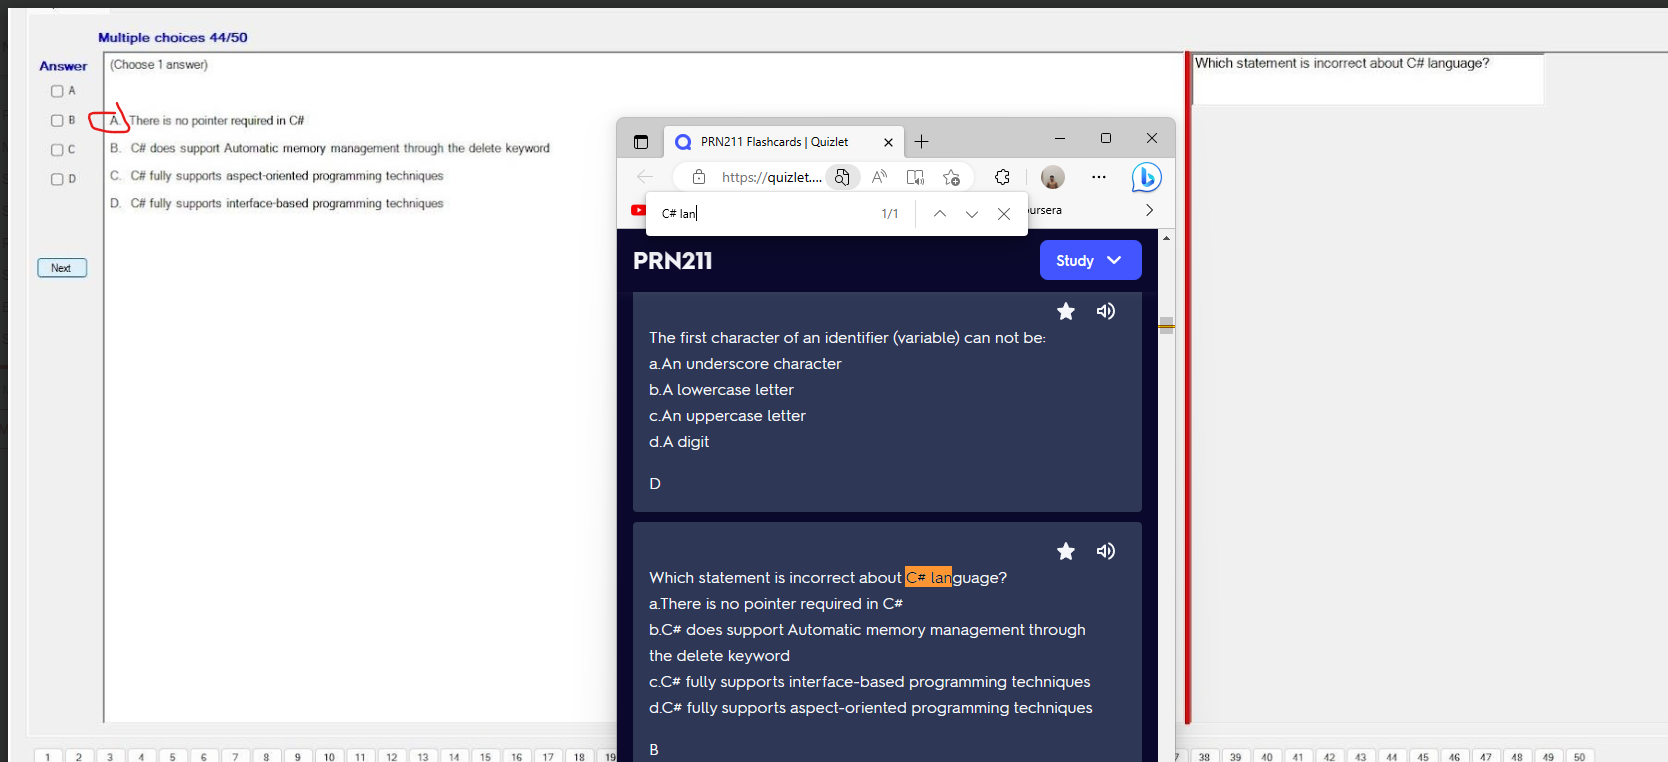 Multiple choices 44/50
Answer
(Choose 1 answer)
Which statement is incorrect about C# language?
A
B
C
D
A. There is no pointer required in C#
B. C# does support Automatic memory management through the delete keyword
C. C# fully supports aspect-oriented programming techniques
D. C# fully supports interface-based programming techniques
Next
PRN211 Flashcards | Quizlet
https://quizlet....
C# lan
1/1
oursera
PRN211
Study
The first character of an identifier (variable) can not be:
a.An underscore character
b.A lowercase letter
c.An uppercase letter
d.A digit
D
Which statement is incorrect about C# language?
a.There is no pointer required in C#
b.C# does support Automatic memory management through
the delete keyword
c.C# fully supports interface-based programming techniques
d.C# fully supports aspect-oriented programming techniques
B
1 2 3 4 5 6 7 8 9 10 11 12 13 14 15 16 17 18 19 7 38 39 40 41 42 43 44 45 46 47 48 49 50